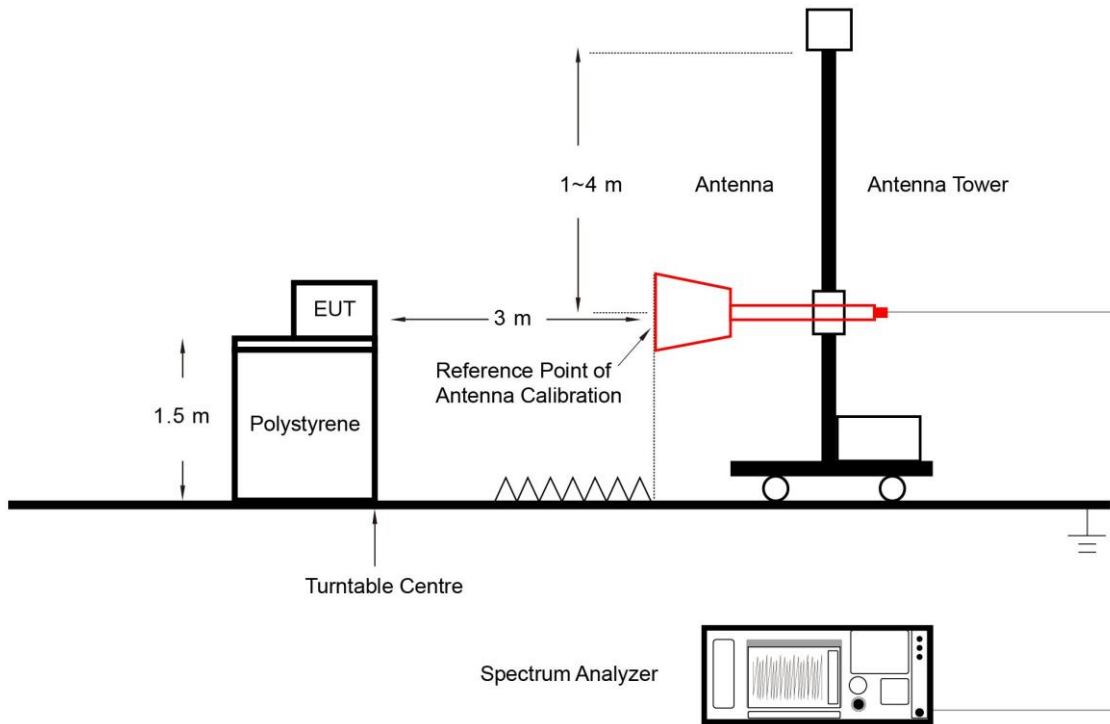 1~4 m
Antenna
Antenna Tower
EUT
3 m
Reference Point of
Antenna Calibration
1.5 m
Polystyrene
Turntable Centre
Spectrum Analyzer